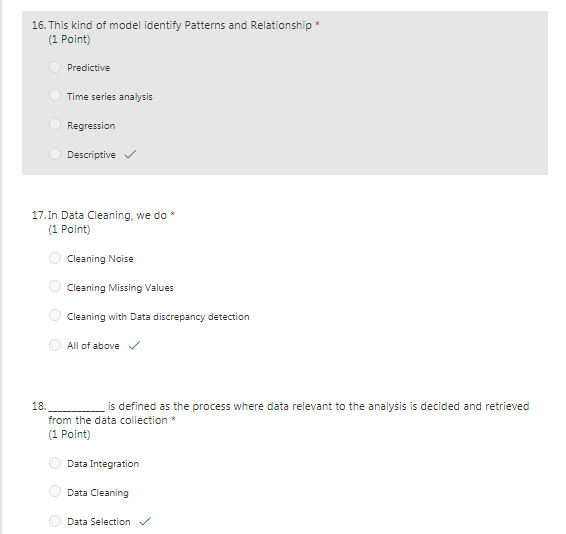 16. This kind of model identify Patterns and Relationship *
(1 Point)
Predictive
Time series analysis
Regression
Descriptive ✓
17. In Data Cleaning, we do *
(1 Point)
Cleaning Noise
Cleaning Missing Values
Cleaning with Data discrepancy detection
All of above ✓
18. ___________ is defined as the process where data relevant to the analysis is decided and retrieved
from the data collection *
(1 Point)
Data Integration
Data Cleaning
Data Selection ✓